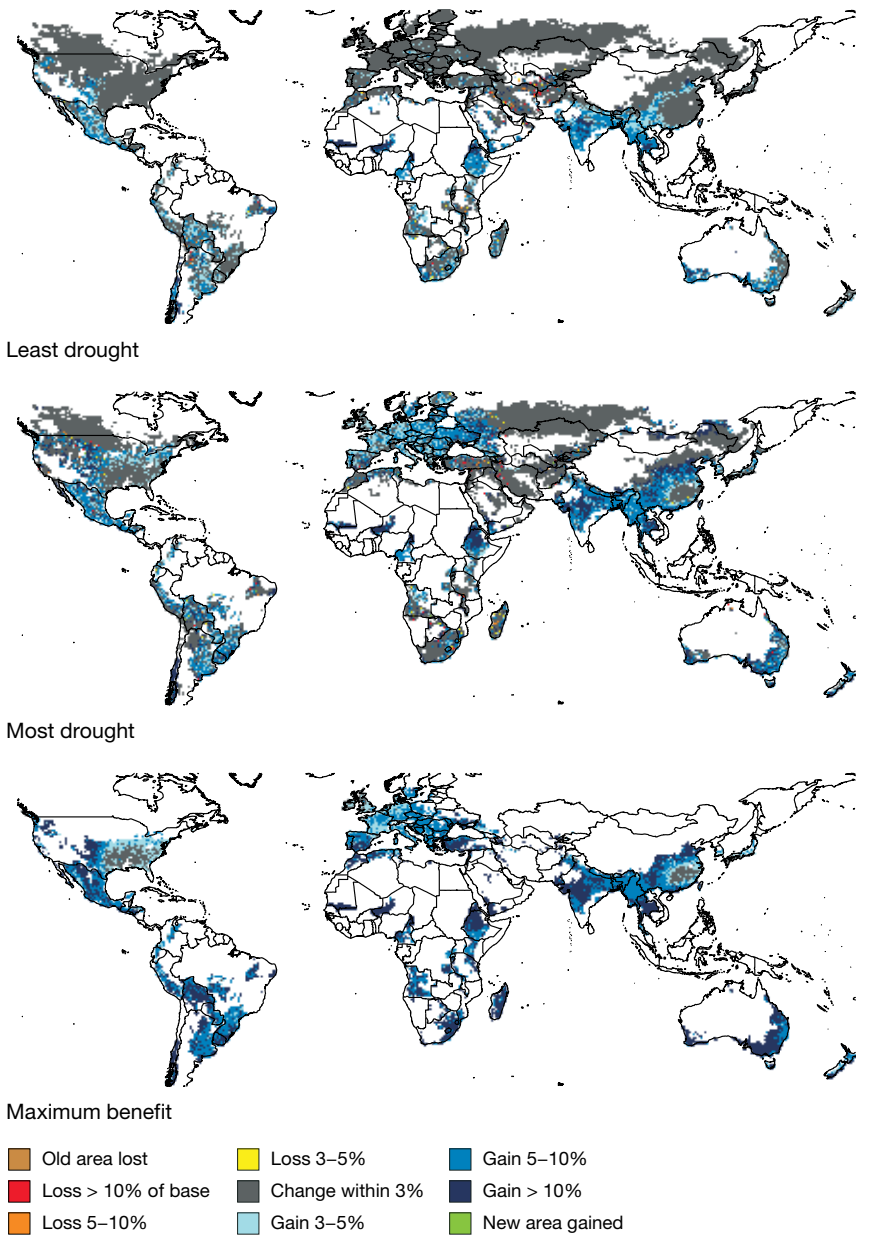 Least drought
Most drought
Maximum benefit
Old area lost
Loss > 10% of base
Loss 5–10%
Loss 3–5%
Change within 3%
Gain 3–5%
Gain 5–10%
Gain > 10%
New area gained